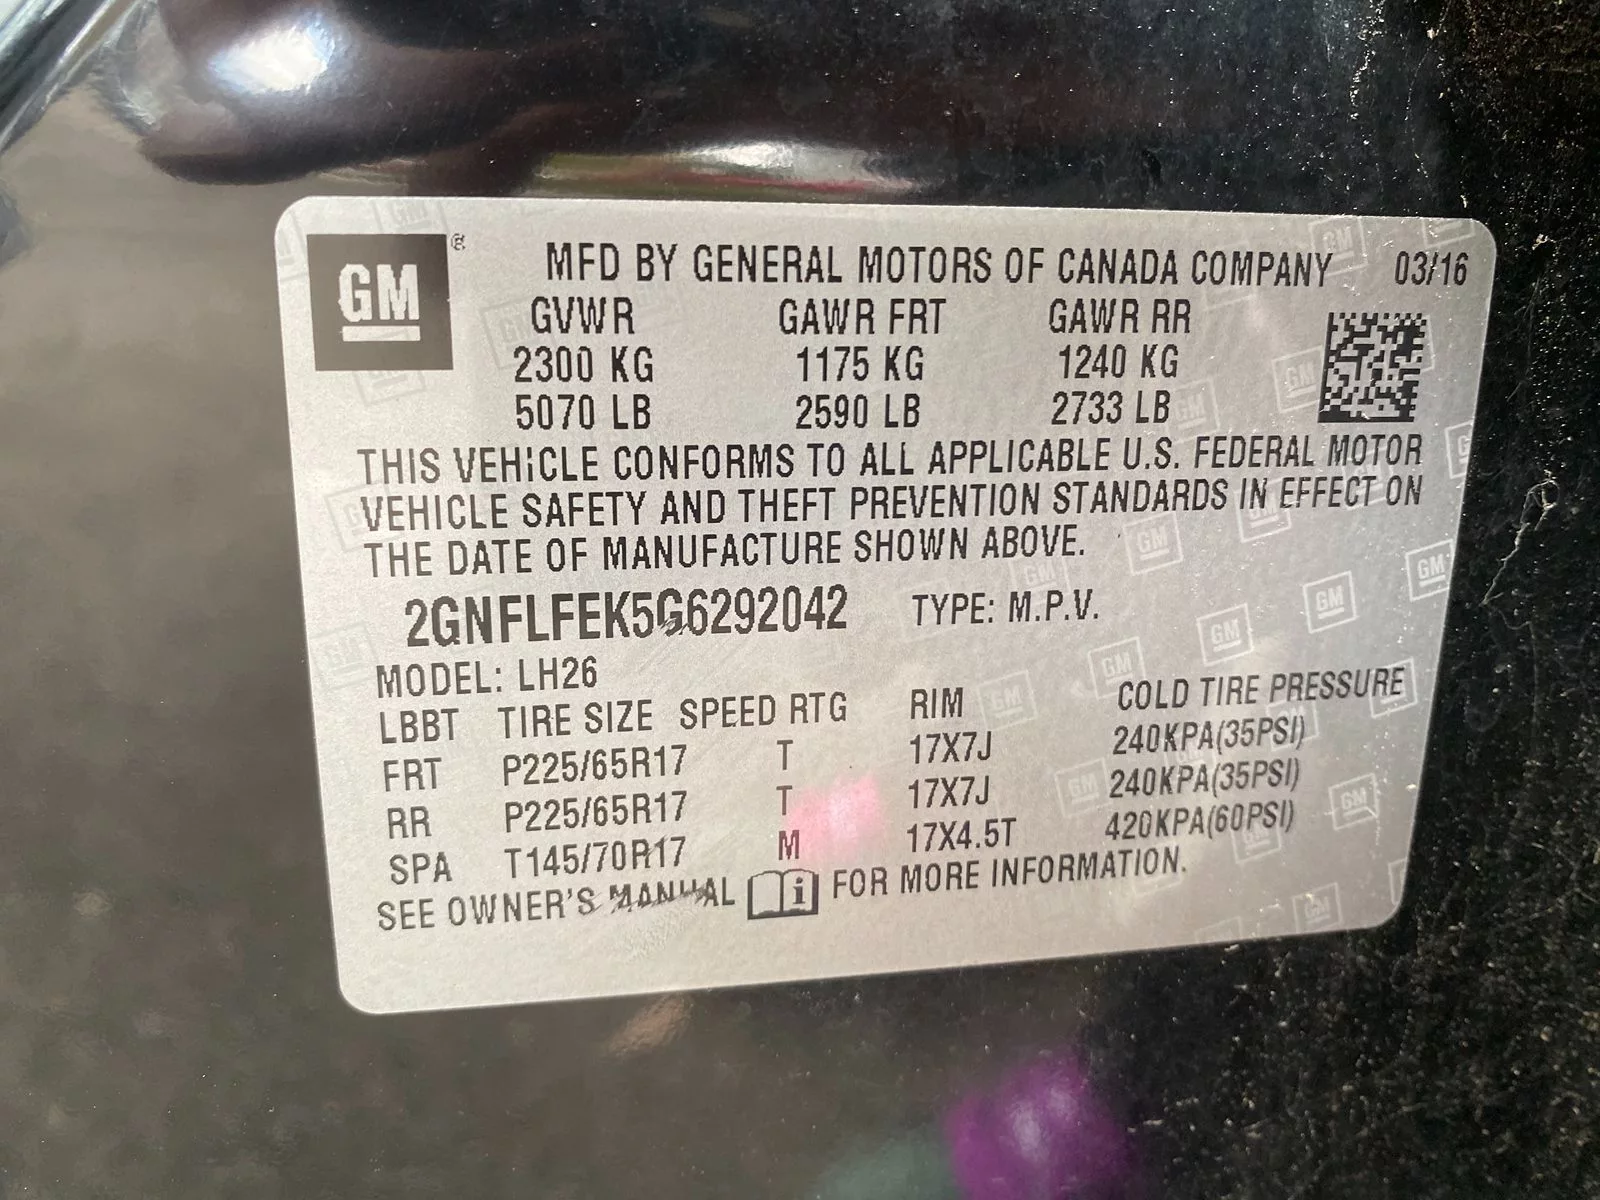 GM ®
MFD BY GENERAL MOTORS OF CANADA COMPANY 03/16
GVWR GAWR FRT GAWR RR
2300 KG 1175 KG 1240 KG
5070 LB 2590 LB 2733 LB
THIS VEHICLE CONFORMS TO ALL APPLICABLE U.S. FEDERAL MOTOR
VEHICLE SAFETY AND THEFT PREVENTION STANDARDS IN EFFECT ON
THE DATE OF MANUFACTURE SHOWN ABOVE.
2GNFLFEK5G6292042 TYPE: M.P.V.
MODEL: LH26
LBBT TIRE SIZE SPEED RTG RIM COLD TIRE PRESSURE
FRT P225/65R17 T 17X7J 240KPA(35PSI)
RR P225/65R17 T 17X7J 240KPA(35PSI)
SPA T145/70R17 M 17X4.5T 420KPA(60PSI)
SEE OWNER'S MANUAL i FOR MORE INFORMATION.